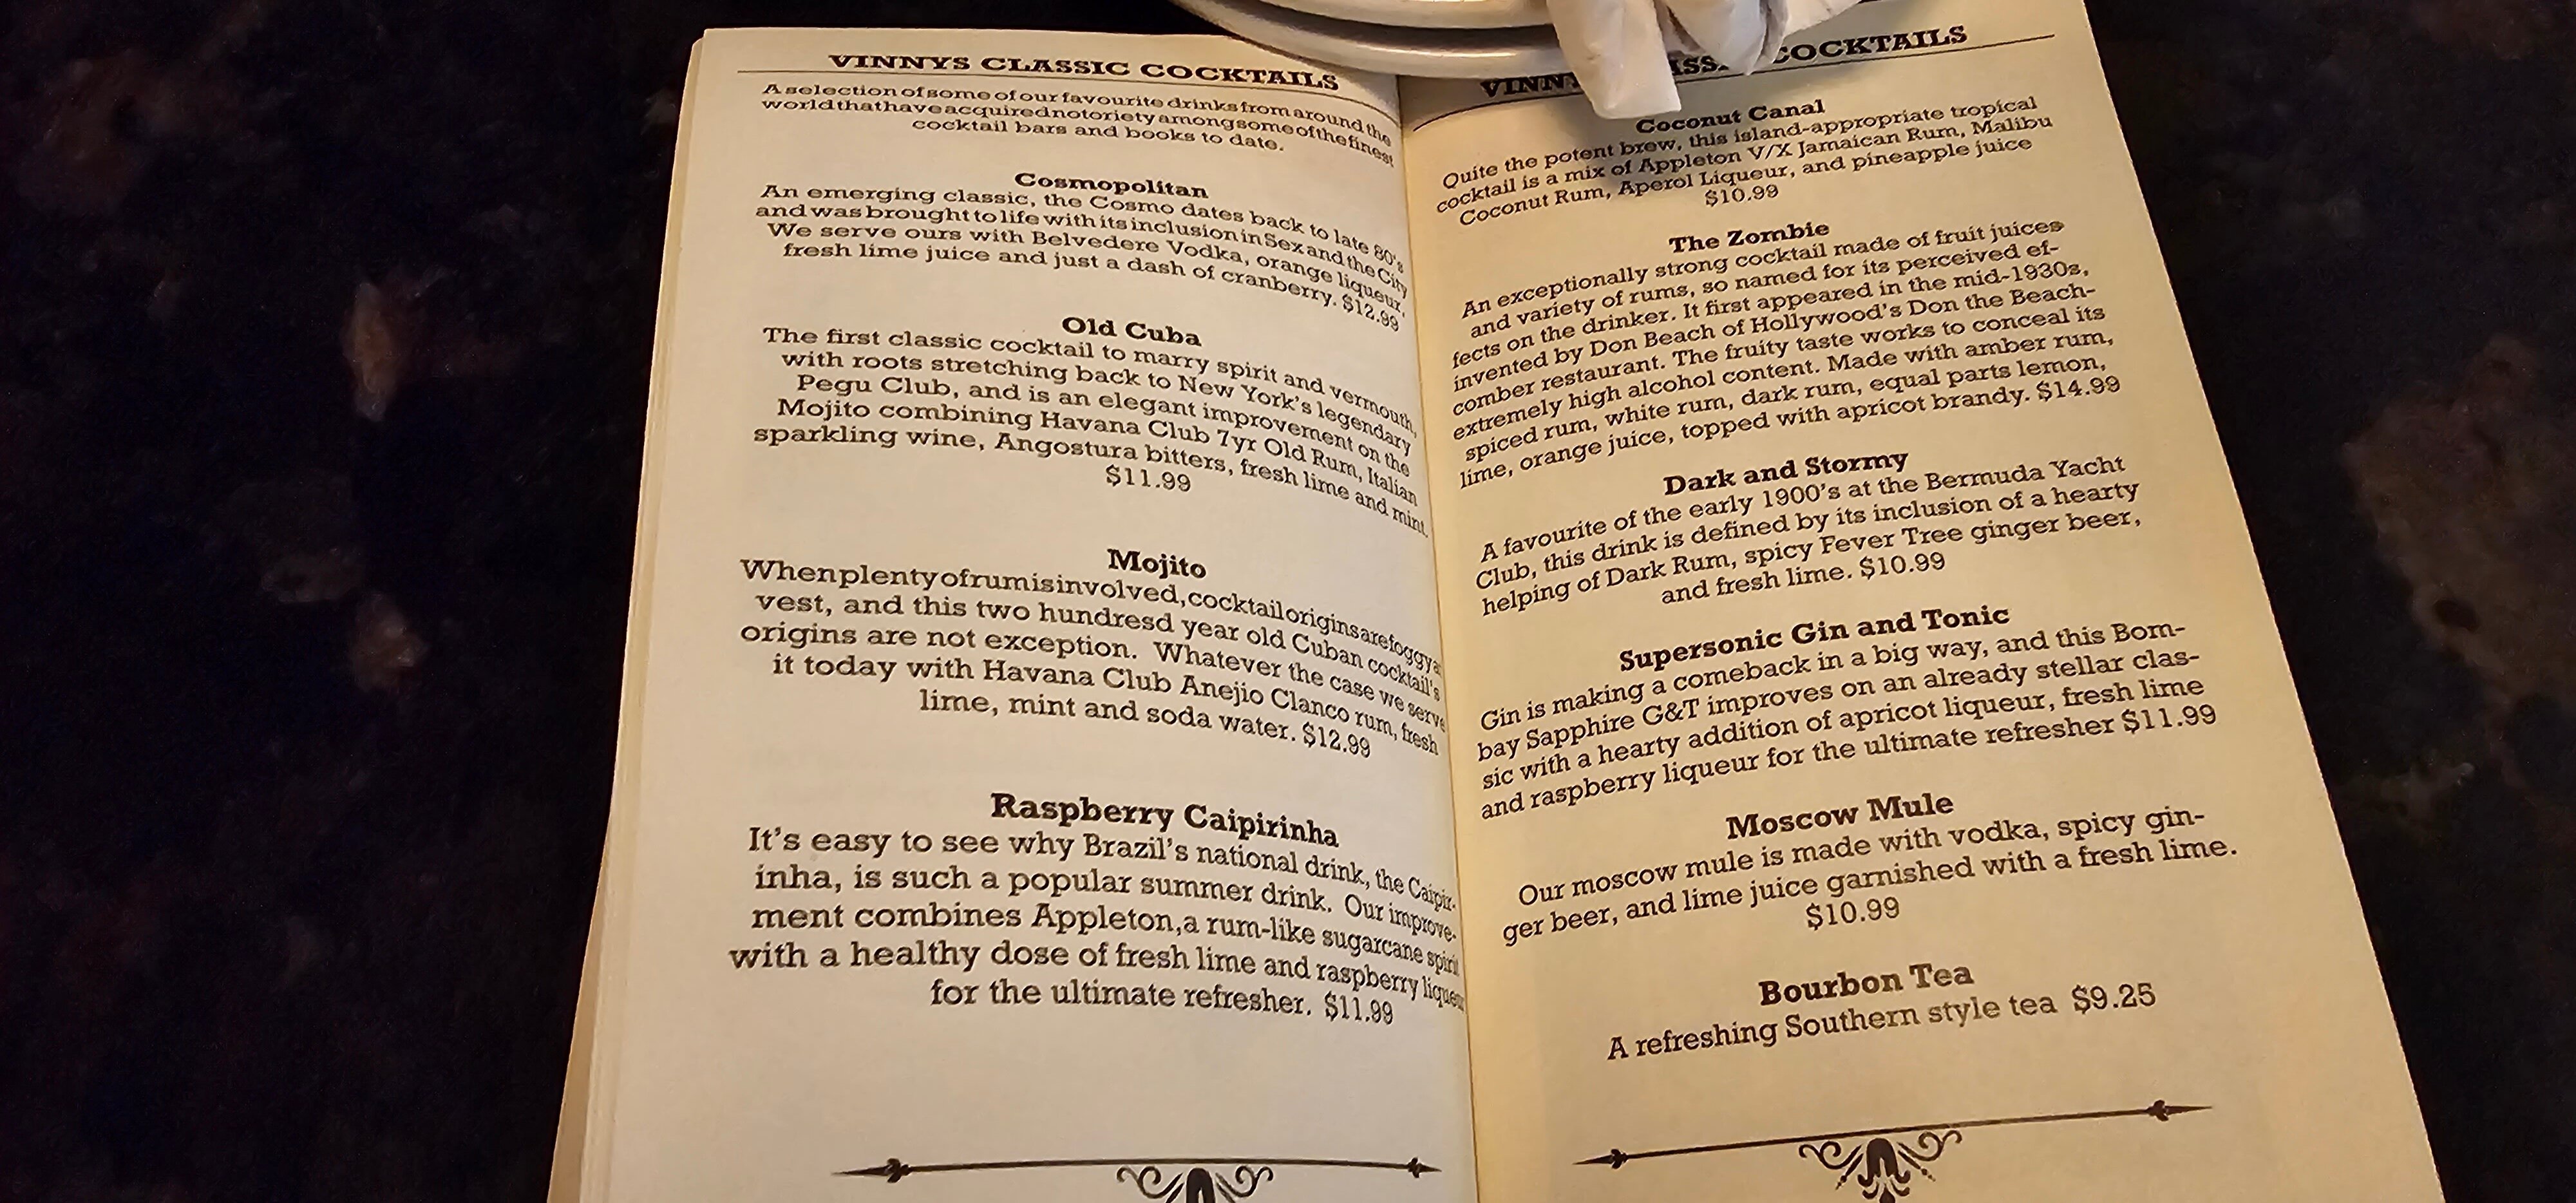 VINNYS CLASSIC COCKTAILS
A selection of some of our favourite drinks from around the
world that have acquired notoriety among some of the finest
cocktail bars and books to date.
Cosmopolitan
An emerging classic, the Cosmo dates back to late 80's
and was brought to life with its inclusion in Sex and the City
We serve ours with Belvedere Vodka, orange liqueur,
fresh lime juice and just a dash of cranberry. $12.99
Old Cuba
The first classic cocktail to marry spirit and vermouth,
with roots stretching back to New York's legendary
Pegu Club, and is an elegant improvement on the
Mojito combining Havana Club 7yr Old Rum, Italian
sparkling wine, Angostura bitters, fresh lime and mint.
$11.99
Mojito
When plenty of rum is involved, cocktail origins are foggy a
vest, and this two hundresd year old Cuban cocktail's
origins are not exception. Whatever the case we serve
it today with Havana Club Anejio Clanco rum, fresh
lime, mint and soda water. $12.99
Raspberry Caipirinha
It's easy to see why Brazil's national drink, the Caipir-
inha, is such a popular summer drink. Our improve-
ment combines Appleton,a rum-like sugarcane spirit
with a healthy dose of fresh lime and raspberry liqueur
for the ultimate refresher. $11.99
COCKTAILS
Coconut Canal
Quite the potent brew, this island-appropriate tropical
cocktail is a mix of Appleton V/X Jamaican Rum, Malibu
Coconut Rum, Aperol Liqueur, and pineapple juice
$10.99
The Zombie
An exceptionally strong cocktail made of fruit juices
and variety of rums, so named for its perceived ef-
fects on the drinker. It first appeared in the mid-1930s,
invented by Don Beach of Hollywood's Don the Beach-
comber restaurant. The fruity taste works to conceal its
extremely high alcohol content. Made with amber rum,
spiced rum, white rum, dark rum, equal parts lemon,
lime, orange juice, topped with apricot brandy. $14.99
Dark and Stormy
A favourite of the early 1900's at the Bermuda Yacht
Club, this drink is defined by its inclusion of a hearty
helping of Dark Rum, spicy Fever Tree ginger beer,
and fresh lime. $10.99
Supersonic Gin and Tonic
Gin is making a comeback in a big way, and this Bom-
bay Sapphire G&T improves on an already stellar clas-
sic with a hearty addition of apricot liqueur, fresh lime
and raspberry liqueur for the ultimate refresher $11.99
Moscow Mule
Our moscow mule is made with vodka, spicy gin-
ger beer, and lime juice garnished with a fresh lime.
$10.99
Bourbon Tea
A refreshing Southern style tea $9.25